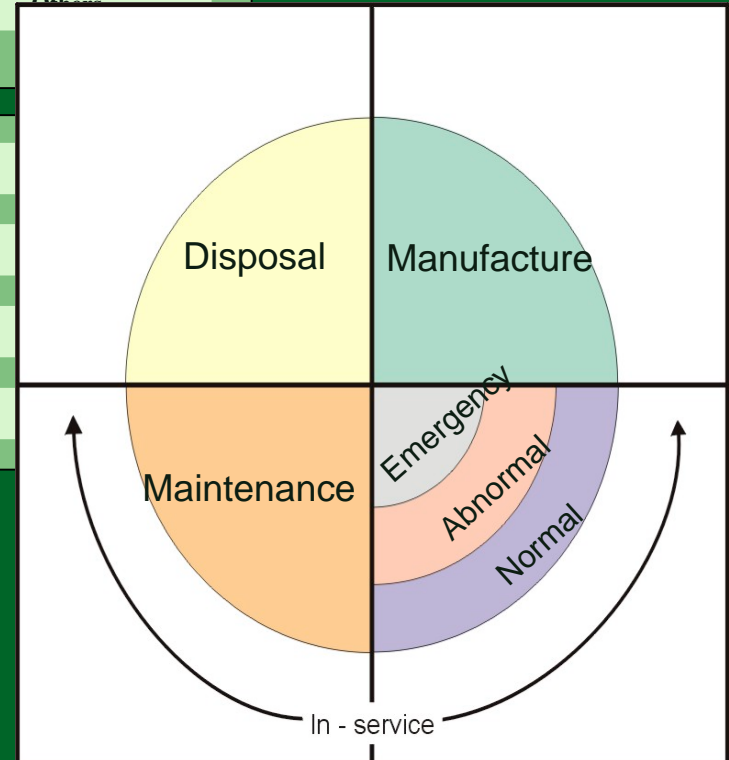 Disposal
Manufacture
Emergency
Maintenance
Abnormal
Normal
In - service